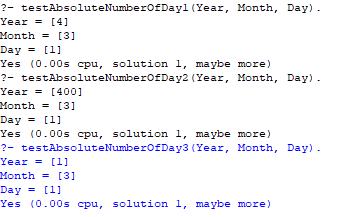 ?- testAbsoluteNumberOfDay1(Year, Month, Day).
Year = [4]
Month = [3]
Day = [1]
Yes (0.00s cpu, solution 1, maybe more)
?- testAbsoluteNumberOfDay2(Year, Month, Day).
Year = [400]
Month = [3]
Day = [1]
Yes (0.00s cpu, solution 1, maybe more)
?- testAbsoluteNumberOfDay3(Year, Month, Day).
Year = [1]
Month = [3]
Day = [1]
Yes (0.00s cpu, solution 1, maybe more)